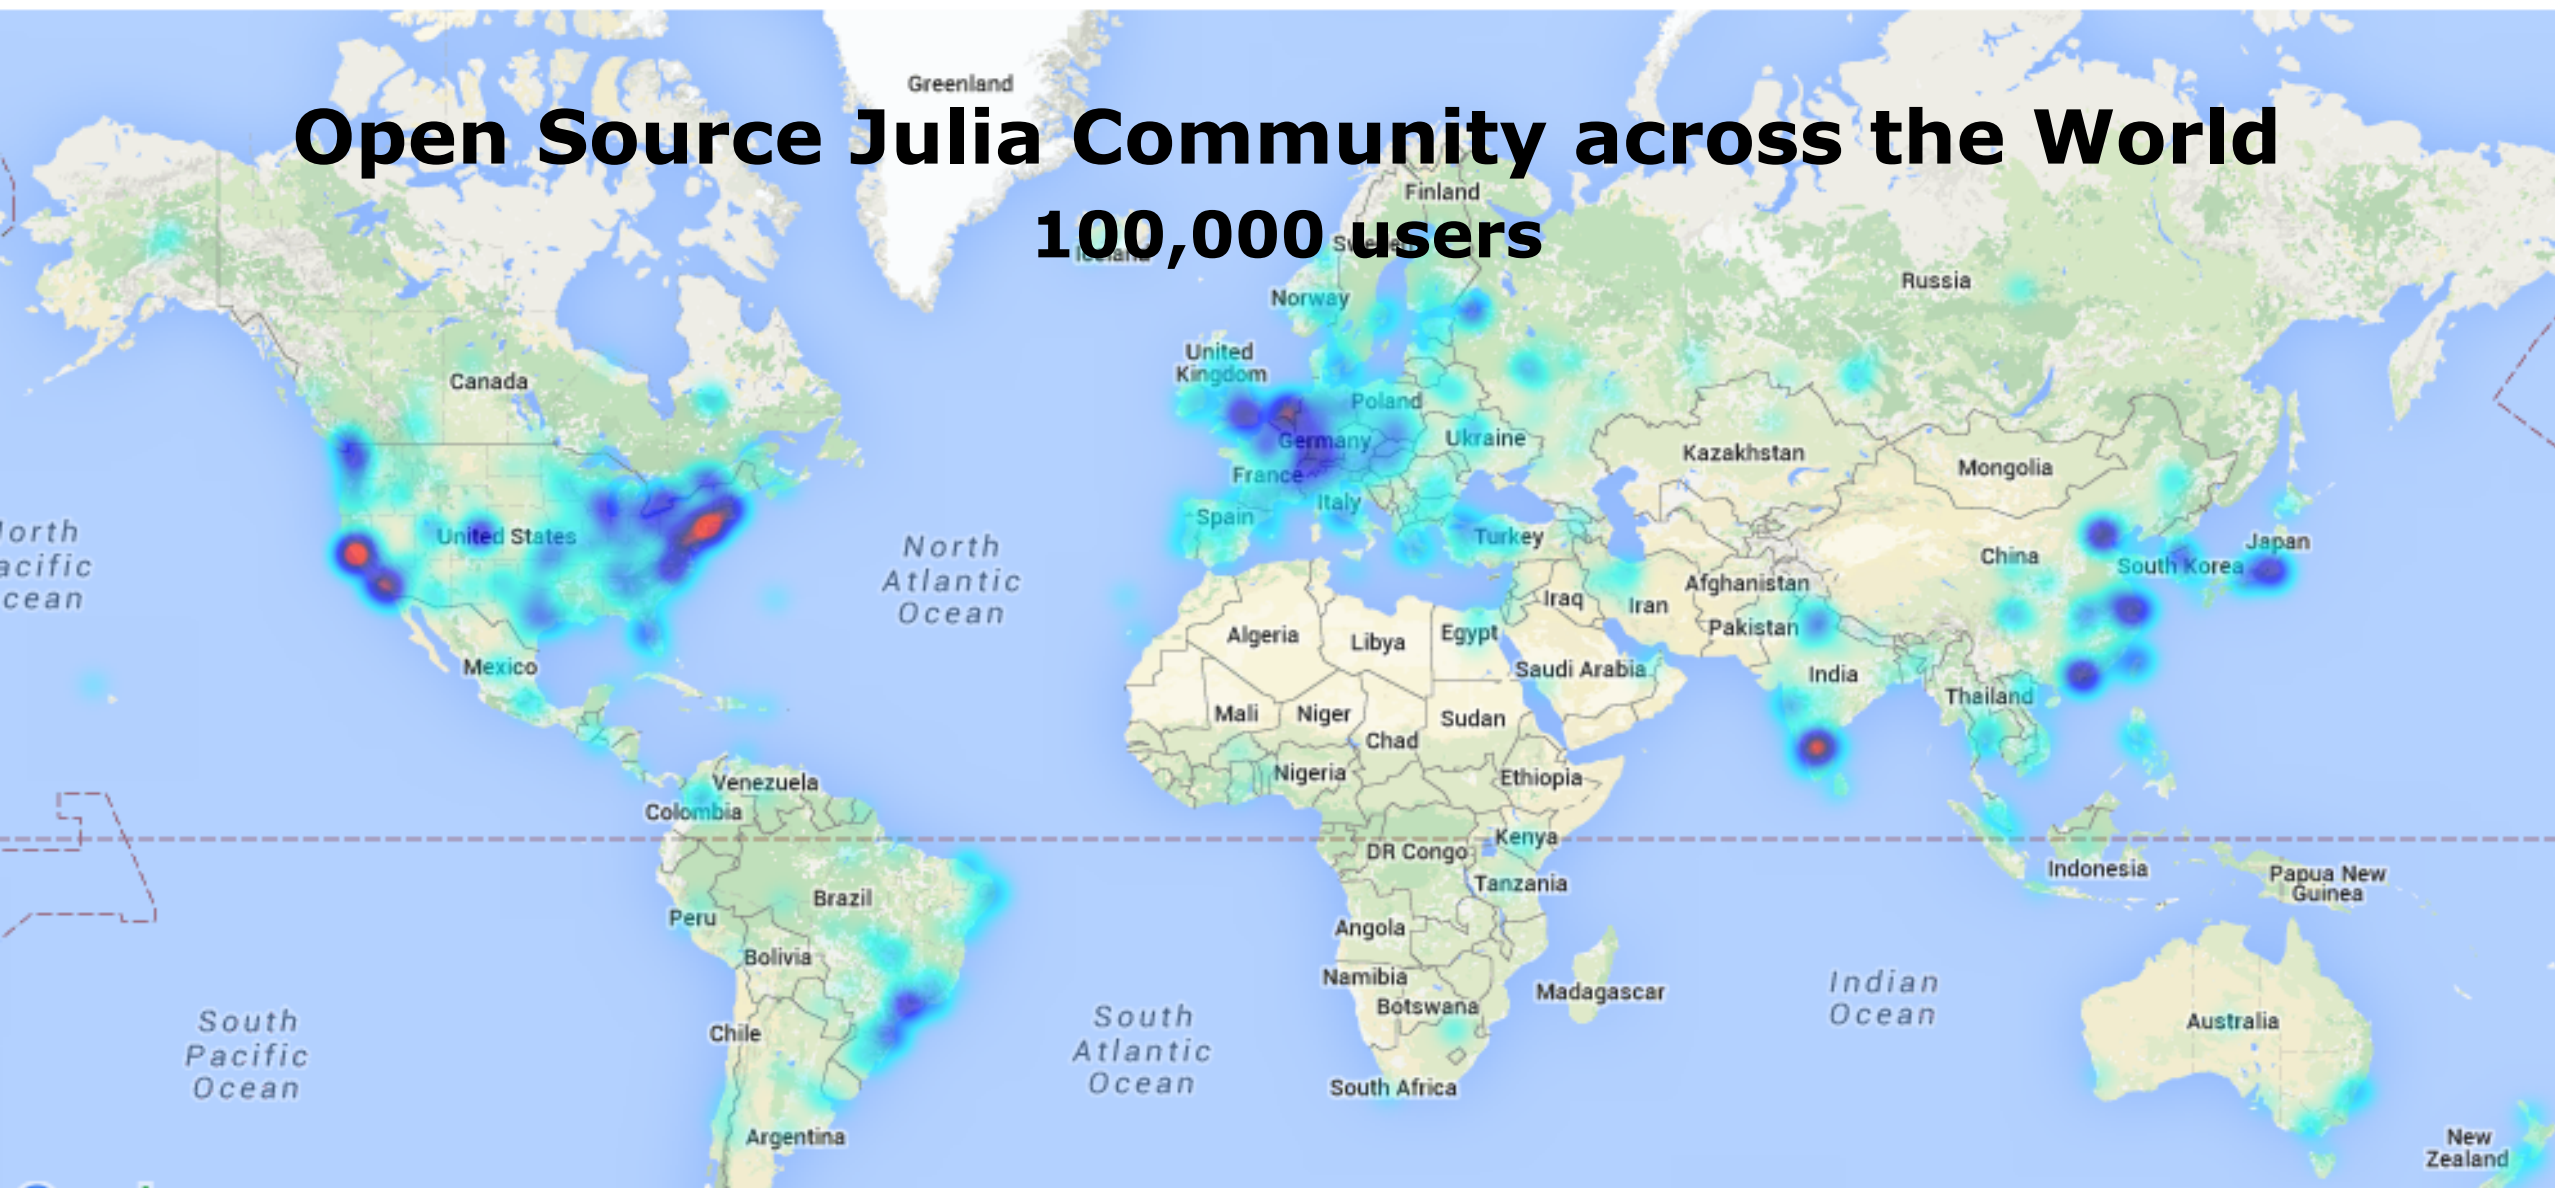 Greenland
Open Source Julia Community across the World
Finland
100,000 users
Sweden
Iceland
Russia
Norway
United
Kingdom
Canada
Poland
Germany
Ukraine
Kazakhstan
Mongolia
France
Italy
Spain
United States
Turkey
North
Atlantic
Ocean
orth
acific
cean
China
Japan
South Korea
Afghanistan
Iraq
Iran
Pakistan
Algeria
Libya
Egypt
Saudi Arabia
India
Mexico
Thailand
Mali
Niger
Sudan
Chad
Nigeria
Ethiopia
Venezuela
Colombia
Kenya
DR Congo
Tanzania
Indonesia
Papua New
Guinea
Brazil
Peru
Angola
Bolivia
Namibia
Botswana
Madagascar
Indian
Ocean
South
Pacific
Ocean
Chile
South
Atlantic
Ocean
Australia
South Africa
Argentina
New
Zealand